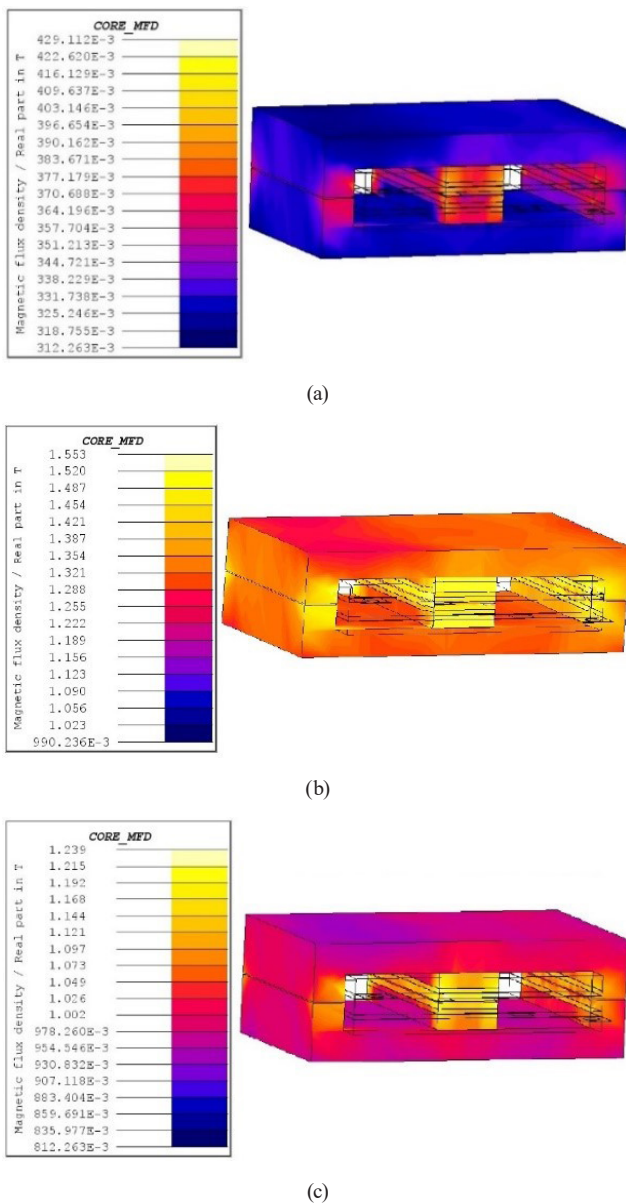 CORE_MFD
Magnetic flux density / Real part in T
429.112E-3
422.620E-3
416.129E-3
409.637E-3
403.146E-3
396.654E-3
390.162E-3
383.671E-3
377.179E-3
370.688E-3
364.196E-3
357.704E-3
351.213E-3
344.721E-3
338.229E-3
331.738E-3
325.246E-3
318.755E-3
312.263E-3
(a)
CORE_MFD
Magnetic flux density / Real part in T
1.553
1.520
1.487
1.454
1.421
1.387
1.354
1.321
1.288
1.255
1.222
1.189
1.156
1.123
1.090
1.056
1.023
990.236E-3
(b)
CORE_MFD
Magnetic flux density / Real part in T
1.239
1.215
1.192
1.168
1.144
1.121
1.097
1.073
1.049
1.026
1.002
978.260E-3
954.546E-3
930.832E-3
907.118E-3
883.404E-3
859.691E-3
835.977E-3
812.263E-3
(c)